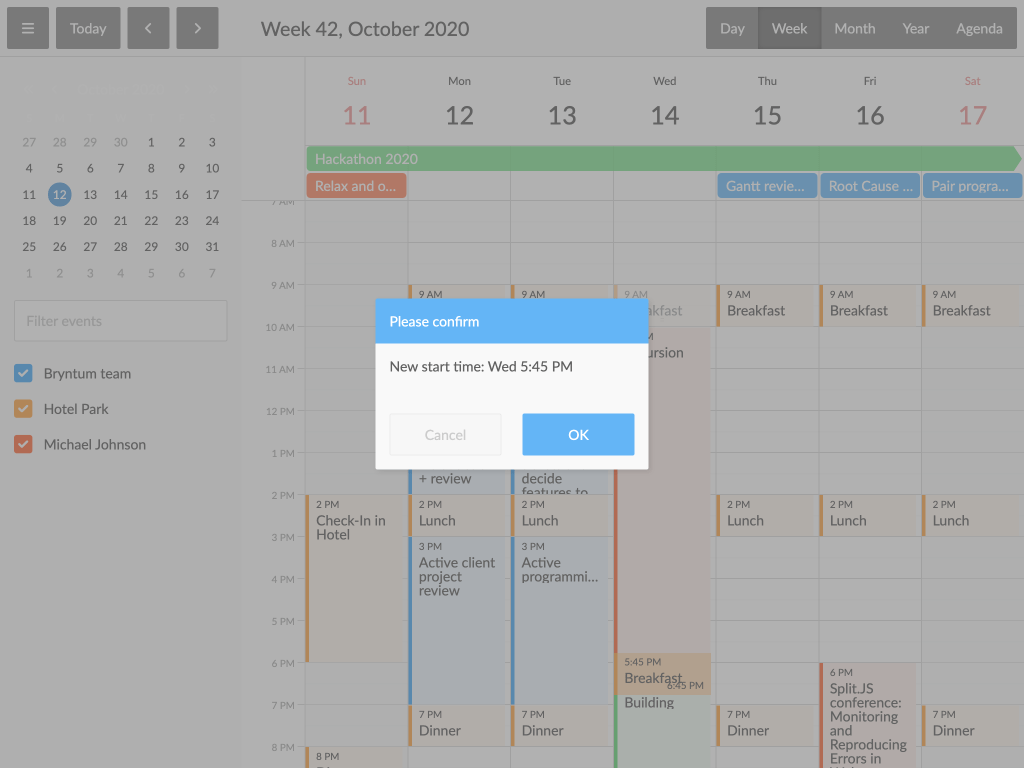 Today
Week 42, October 2020
Day Week Month Year Agenda
Sun Mon Tue Wed Thu Fri Sat
11 12 13 14 15 16 17
27 28 29 30 1 2 3
4 5 6 7 8 9 10
11 12 13 14 15 16 17
18 19 20 21 22 23 24
25 26 27 28 29 30 31
1 2 3 4 5 6 7
Filter events
Bryntum team
Hotel Park
Michael Johnson
Hackathon 2020
Relax and o...
Gantt revie...
Root Cause ...
Pair progra...
7 AM
8 AM
9 AM
10 AM
11 AM
12 PM
1 PM
2 PM
3 PM
4 PM
5 PM
6 PM
7 PM
8 PM
2 PM
Check-In in
Hotel
8 PM
9 AM
+ review
2 PM
Lunch
3 PM
Active client
project
review
7 PM
Dinner
9 AM
decide
features to
2 PM
Lunch
3 PM
Active
programmi...
7 PM
Dinner
9 AM
5:45 PM
Breakfast
6:45 PM
Building
9 AM
Breakfast
2 PM
Lunch
7 PM
Dinner
9 AM
Breakfast
2 PM
Lunch
6 PM
Split.JS
conference:
Monitoring
and
Reproducing
Errors in
9 AM
Breakfast
2 PM
Lunch
7 PM
Dinner
Please confirm
New start time: Wed 5:45 PM
Cancel
OK